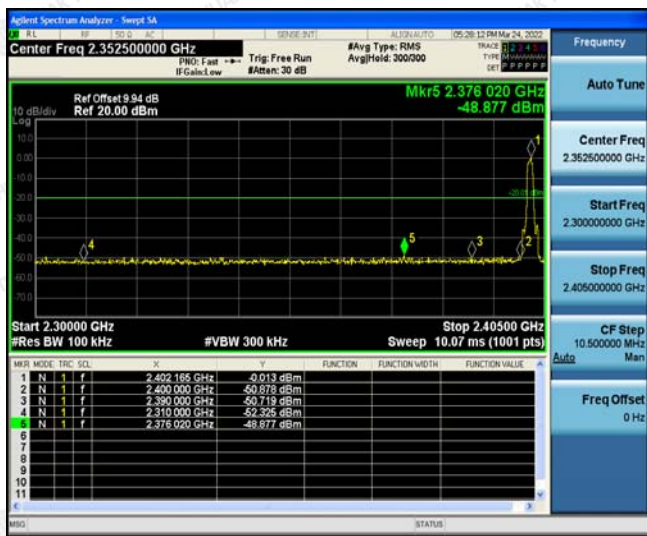 Agilent Spectrum Analyzer - Swept SA
RL RF 50 Ω AC SENSE:INT ALIGN AUTO 05:28:12 PM Mar 24, 2022
Center Freq 2.352500000 GHz
PNO: Fast
IFGain:Low
Trig: Free Run
#Atten: 30 dB
#Avg Type: RMS
Avg|Hold: 300/300
TRACE 1 2 3 4 5 6
TYPE
DET P P P P P P
Ref Offset 9.94 dB
10 dB/div Ref 20.00 dBm
Log
Mkr5 2.376 020 GHz
-48.877 dBm
10.0
0.00
-10.0
-20.0
-30.0
-40.0
-50.0
-60.0
-70.0
1
2
3
4
5
Start 2.30000 GHz Stop 2.40500 GHz
#Res BW 100 kHz #VBW 300 kHz Sweep 10.07 ms (1001 pts)
MKR MODE TRC SCL X Y FUNCTION FUNCTION WIDTH FUNCTION VALUE
1 N 1 f 2.402 165 GHz -0.013 dBm
2 N 1 f 2.400 000 GHz -50.878 dBm
3 N 1 f 2.390 000 GHz -50.719 dBm
4 N 1 f 2.310 000 GHz -52.325 dBm
5 N 1 f 2.376 020 GHz -48.877 dBm
6
7
8
9
10
11
MSG STATUS
Frequency
Auto Tune
Center Freq
2.352500000 GHz
Start Freq
2.300000000 GHz
Stop Freq
2.405000000 GHz
CF Step
10.500000 MHz
Auto Man
Freq Offset
0 Hz